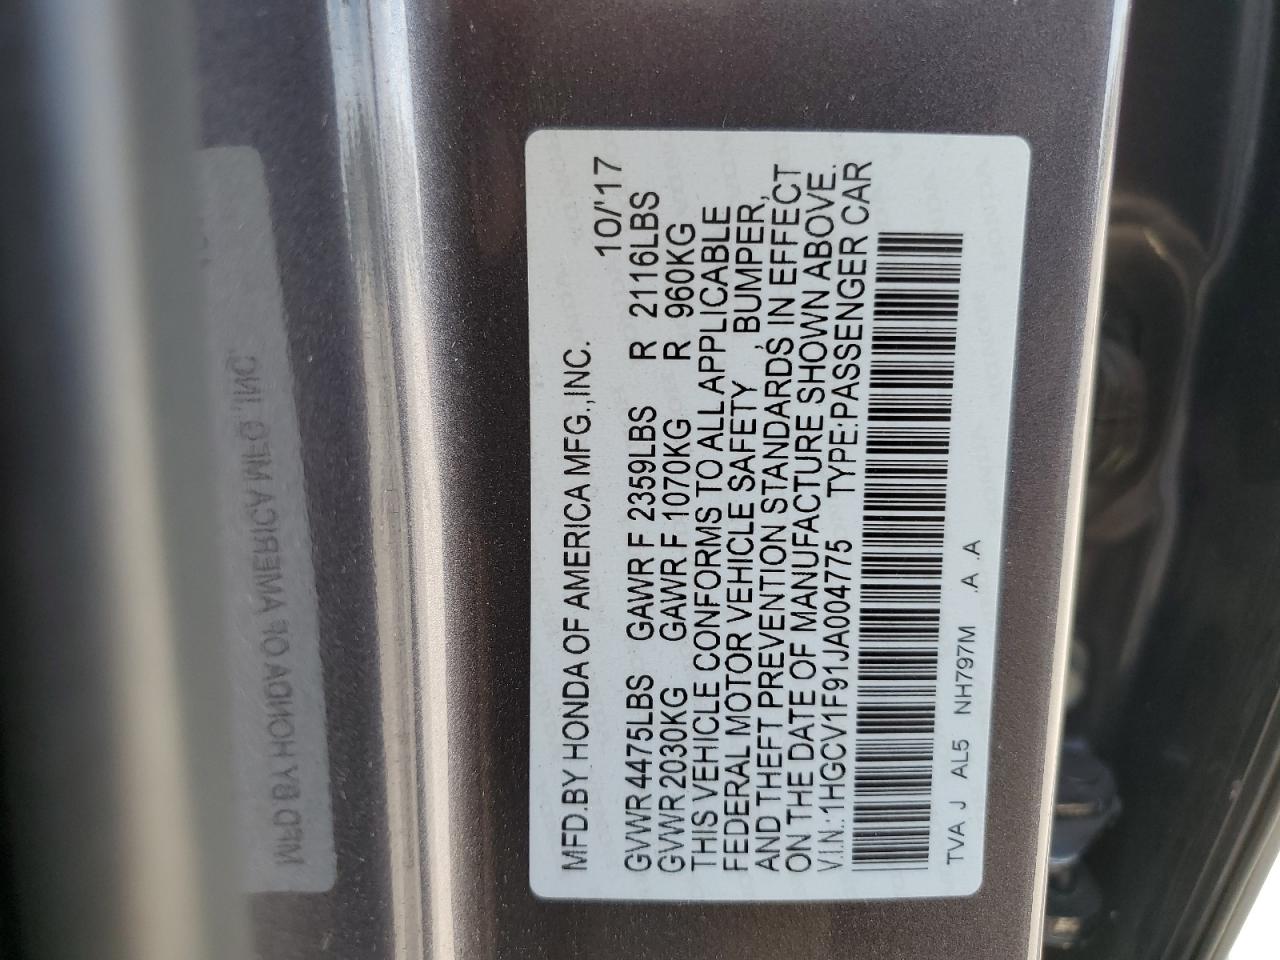 MFD.BY HONDA OF AMERICA MFG.,INC. 10/'17
GVWR 4475LBS GAWR F 2359LBS R 2116LBS
GVWR 2030KG GAWR F 1070KG R 960KG
THIS VEHICLE CONFORMS TO ALL APPLICABLE
FEDERAL MOTOR VEHICLE SAFETY , BUMPER,
AND THEFT PREVENTION STANDARDS IN EFFECT
ON THE DATE OF MANUFACTURE SHOWN ABOVE.
V.I.N.:1HGCV1F91JA004775 TYPE:PASSENGER CAR
TVA J AL5 NH797M .A .A
MFD.BY HONDA OF AMERICA MFG.,INC.